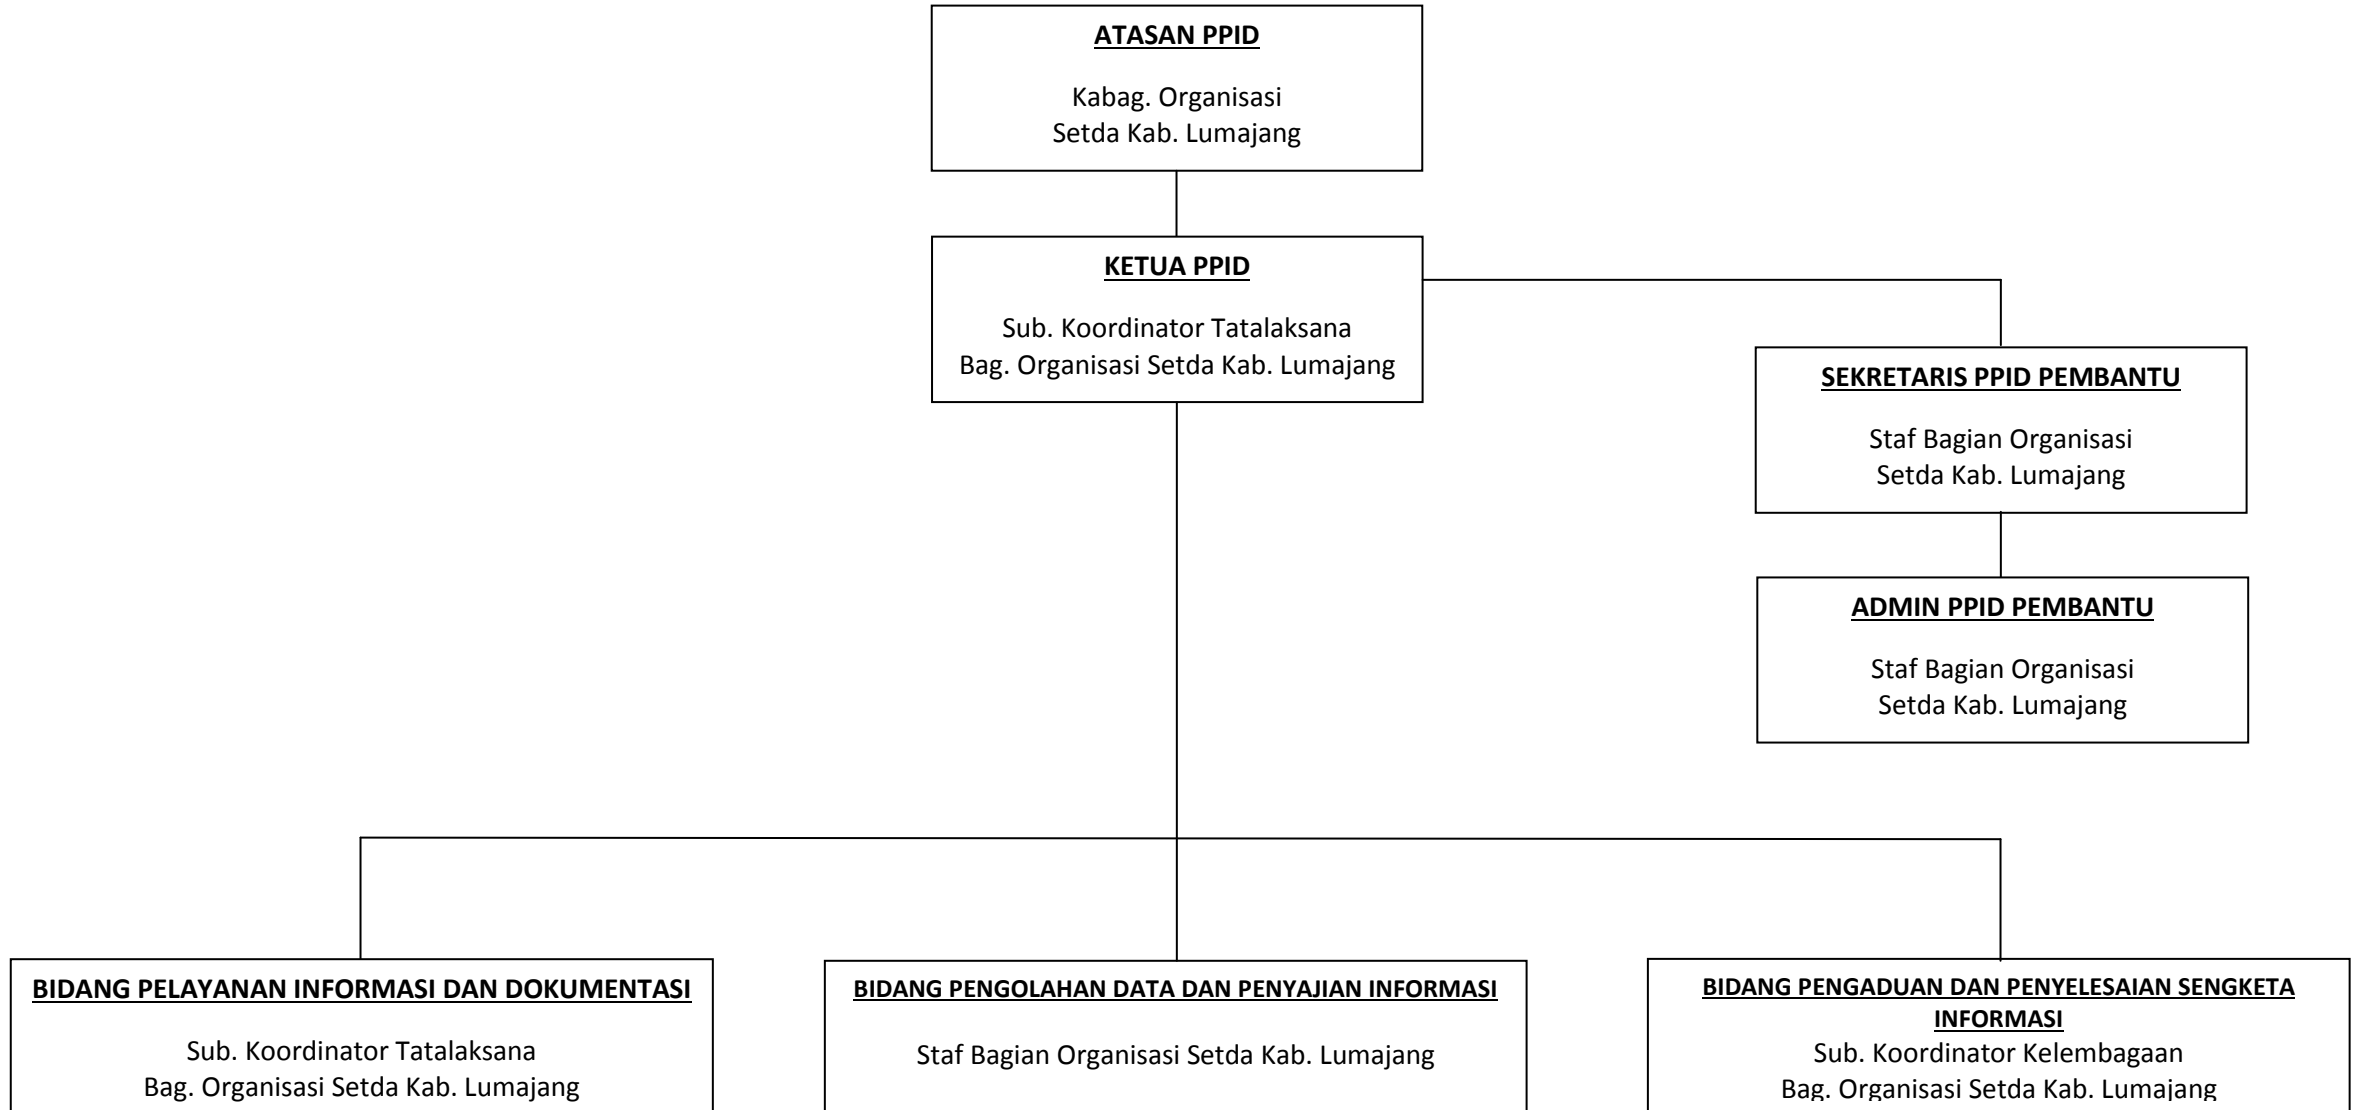 ATASAN PPID
Kabag. Organisasi
Setda Kab. Lumajang
KETUA PPID
Sub. Koordinator Tatalaksana
Bag. Organisasi Setda Kab. Lumajang
SEKRETARIS PPID PEMBANTU
Staf Bagian Organisasi
Setda Kab. Lumajang
ADMIN PPID PEMBANTU
Staf Bagian Organisasi
Setda Kab. Lumajang
BIDANG PELAYANAN INFORMASI DAN DOKUMENTASI
Sub. Koordinator Tatalaksana
Bag. Organisasi Setda Kab. Lumajang
BIDANG PENGOLAHAN DATA DAN PENYAJIAN INFORMASI
Staf Bagian Organisasi Setda Kab. Lumajang
BIDANG PENGADUAN DAN PENYELESAIAN SENGKETA
INFORMASI
Sub. Koordinator Kelembagaan
Bag. Organisasi Setda Kab. Lumajang